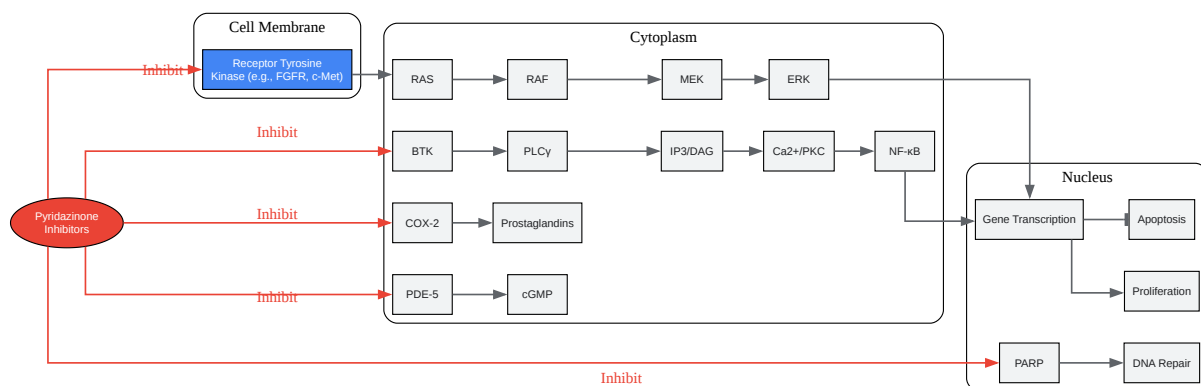 Cell Membrane
Cytoplasm
Inhibit
Receptor Tyrosine
Kinase (e.g., FGFR, c-Met)
RAS
RAF
MEK
ERK
Inhibit
BTK
PLCγ
IP3/DAG
Ca2+/PKC
NF-κB
Nucleus
Pyridazinone
Inhibitors
Inhibit
COX-2
Prostaglandins
Gene Transcription
Apoptosis
Inhibit
PDE-5
cGMP
Proliferation
PARP
DNA Repair
Inhibit